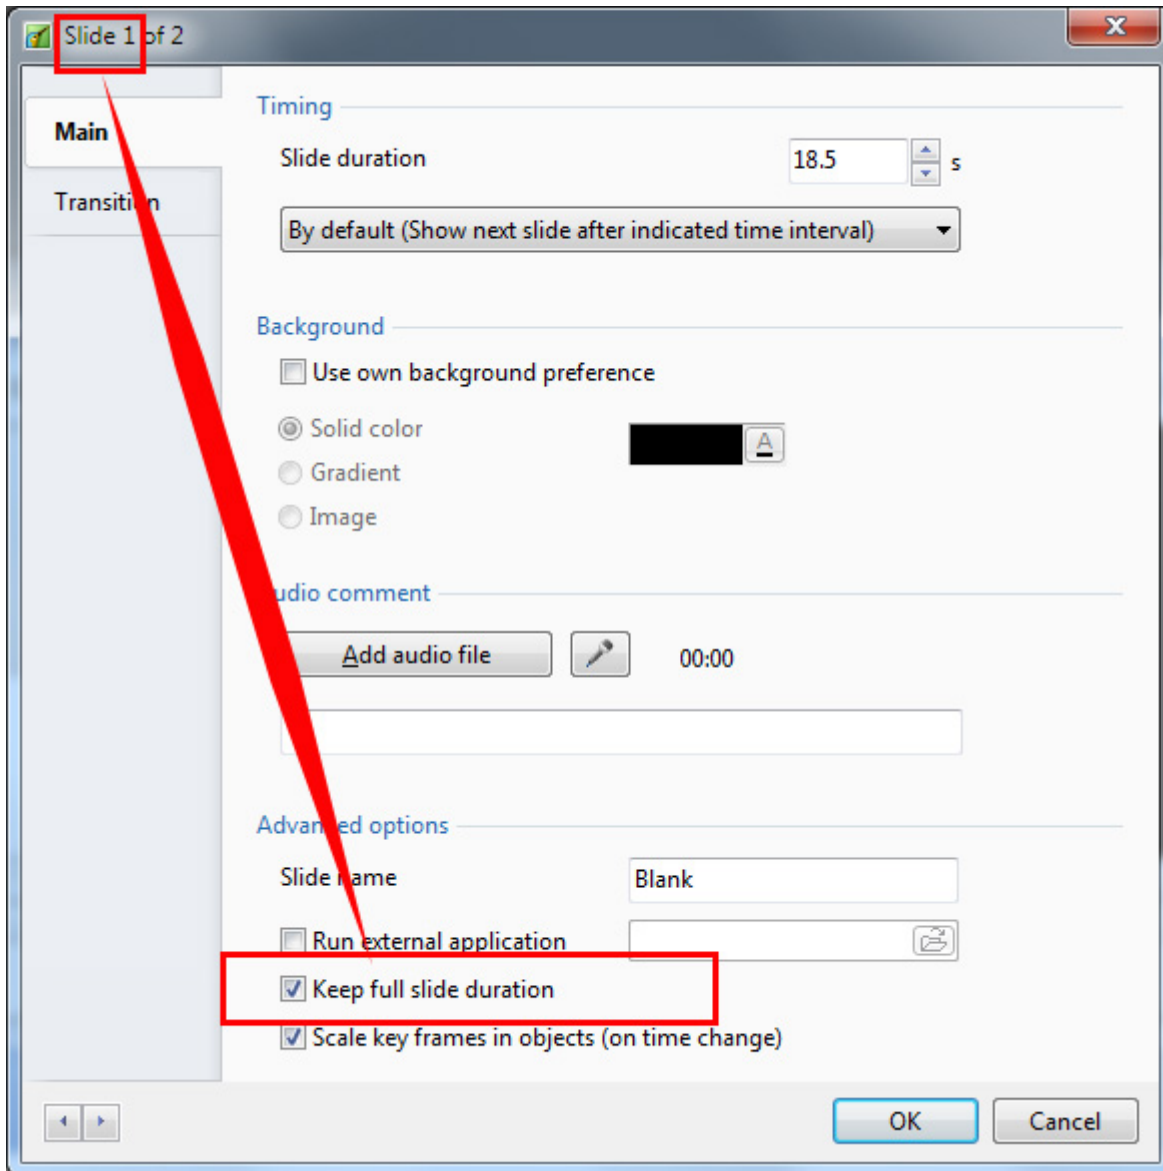 Slide 1 of 2
Main
Transition
Timing
Slide duration
18.5
s
By default (Show next slide after indicated time interval)
Background
Use own background preference
Solid color
A
Gradient
Image
Audio comment
Add audio file
00:00
Advanced options
Slide name
Blank
Run external application
Keep full slide duration
Scale key frames in objects (on time change)
OK
Cancel